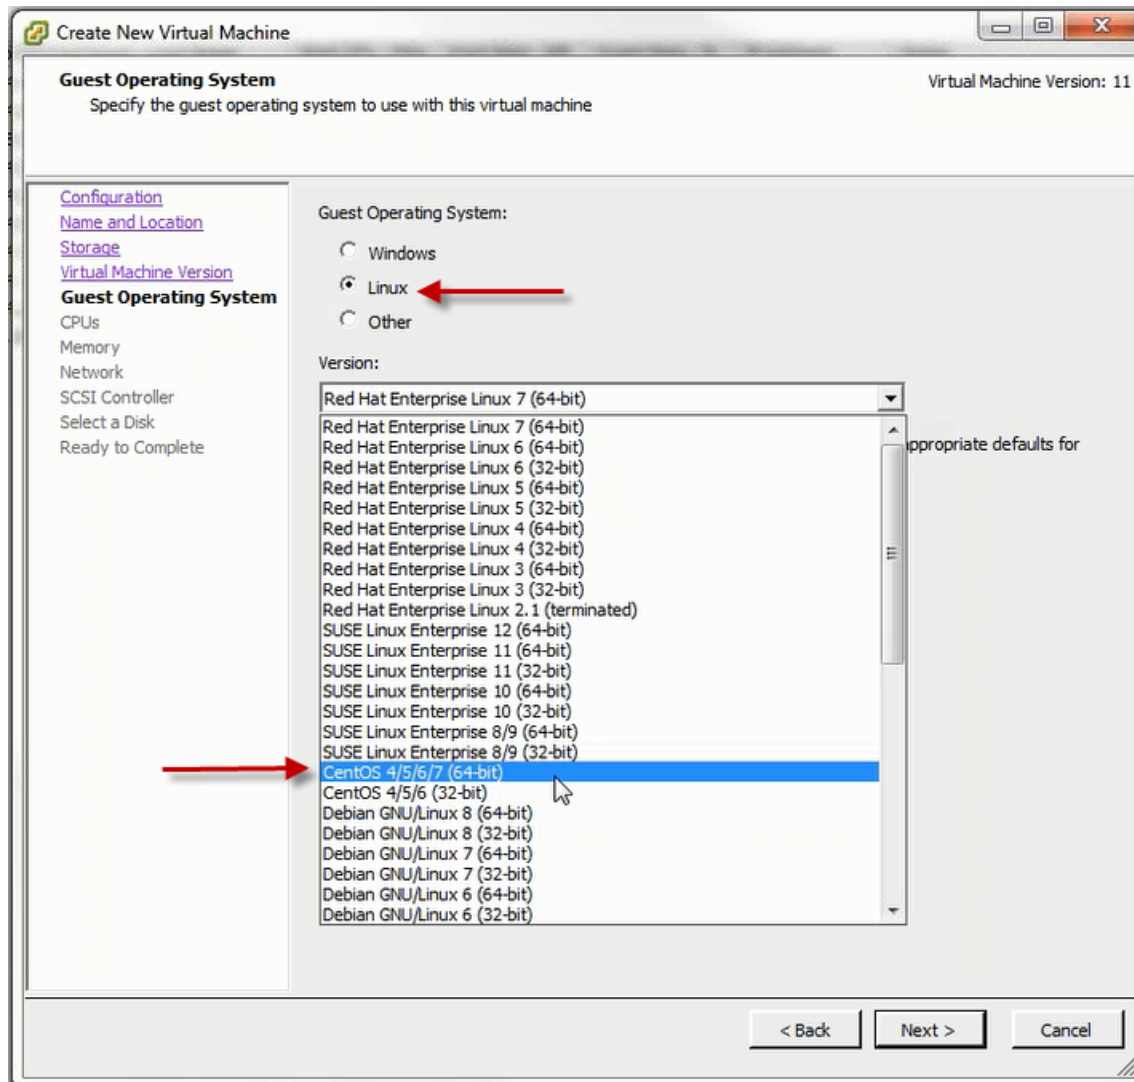 Create New Virtual Machine
Guest Operating System
Virtual Machine Version: 11
Specify the guest operating system to use with this virtual machine
Configuration
Name and Location
Storage
Virtual Machine Version
Guest Operating System
CPUs
Memory
Network
SCSI Controller
Select a Disk
Ready to Complete
Guest Operating System:
Windows
Linux
Other
Version:
Red Hat Enterprise Linux 7 (64-bit)
Red Hat Enterprise Linux 7 (64-bit)
Red Hat Enterprise Linux 6 (64-bit)
Red Hat Enterprise Linux 6 (32-bit)
Red Hat Enterprise Linux 5 (64-bit)
Red Hat Enterprise Linux 5 (32-bit)
Red Hat Enterprise Linux 4 (64-bit)
Red Hat Enterprise Linux 4 (32-bit)
Red Hat Enterprise Linux 3 (64-bit)
Red Hat Enterprise Linux 3 (32-bit)
Red Hat Enterprise Linux 2.1 (terminated)
SUSE Linux Enterprise 12 (64-bit)
SUSE Linux Enterprise 11 (64-bit)
SUSE Linux Enterprise 11 (32-bit)
SUSE Linux Enterprise 10 (64-bit)
SUSE Linux Enterprise 10 (32-bit)
SUSE Linux Enterprise 8/9 (64-bit)
SUSE Linux Enterprise 8/9 (32-bit)
CentOS 4/5/6/7 (64-bit)
CentOS 4/5/6 (32-bit)
Debian GNU/Linux 8 (64-bit)
Debian GNU/Linux 8 (32-bit)
Debian GNU/Linux 7 (64-bit)
Debian GNU/Linux 7 (32-bit)
Debian GNU/Linux 6 (64-bit)
Debian GNU/Linux 6 (32-bit)
ppropriate defaults for
< Back
Next >
Cancel